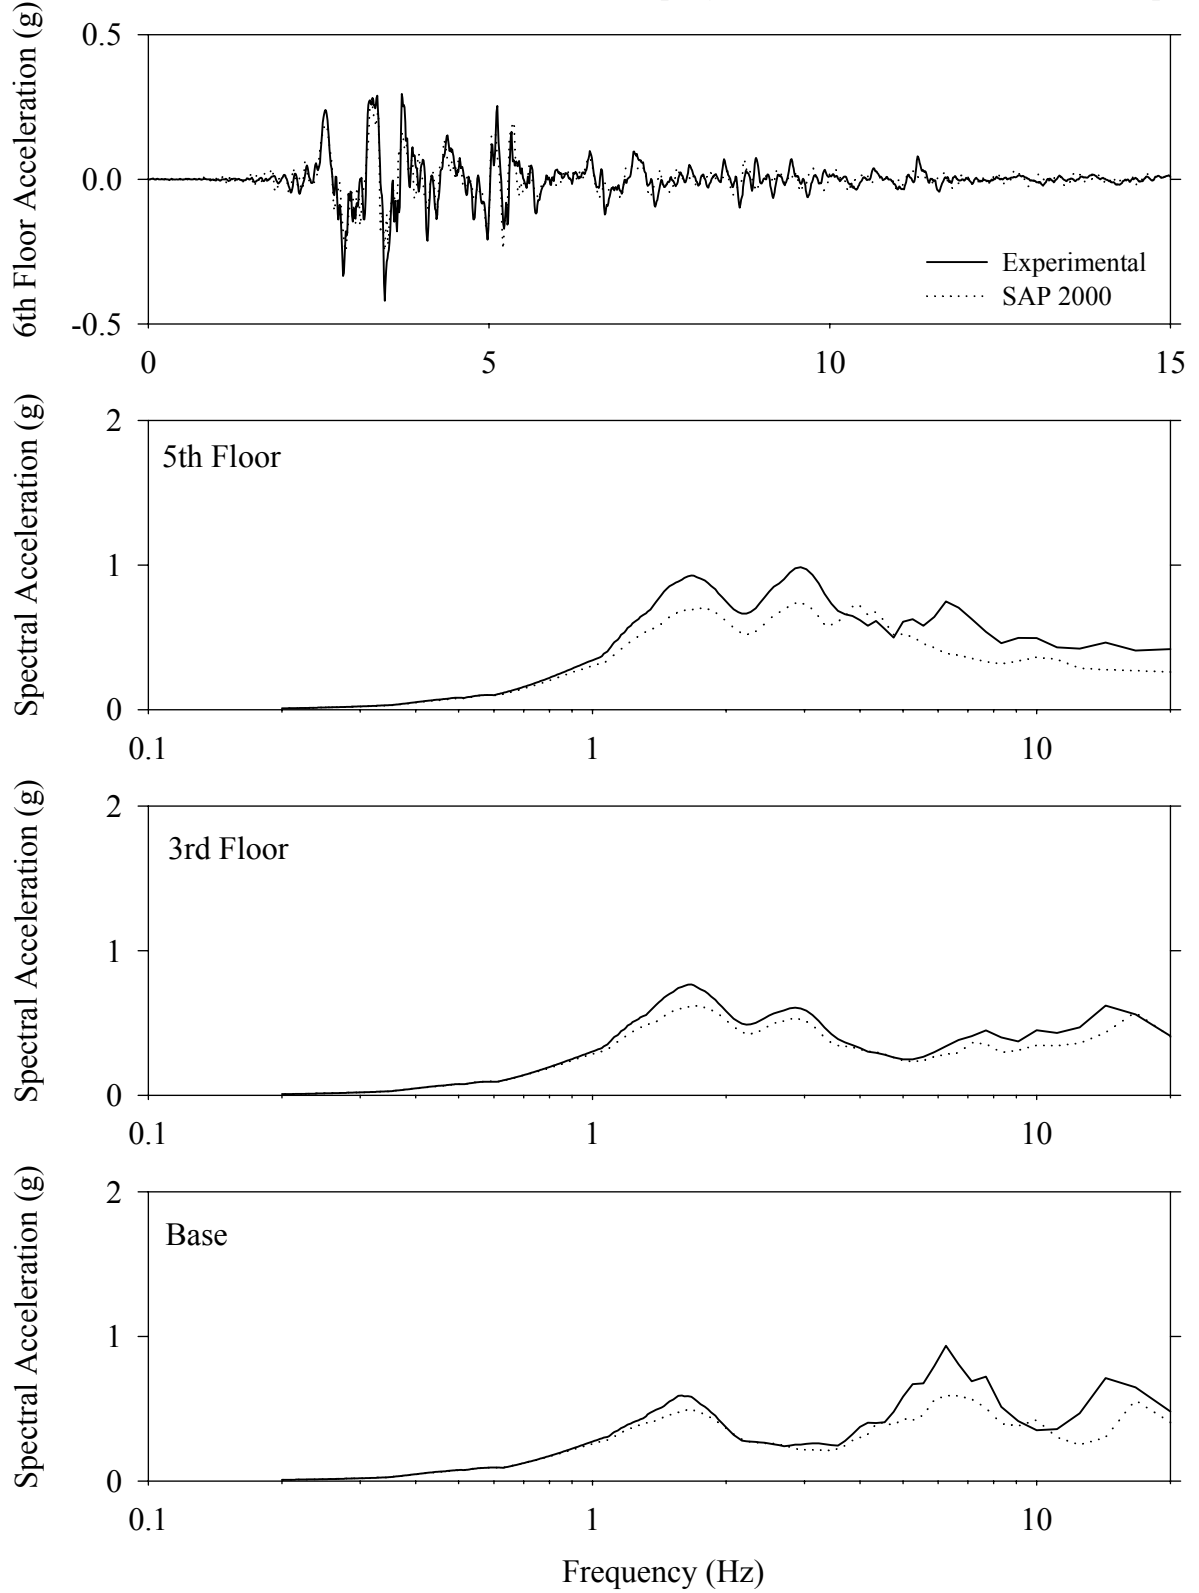 6th Floor Acceleration (g)
0.5
0.0
-0.5
Experimental
SAP 2000
0 5 10 15
Spectral Acceleration (g)
2
1
0
5th Floor
0.1 1 10
Spectral Acceleration (g)
2
1
0
3rd Floor
0.1 1 10
Spectral Acceleration (g)
2
1
0
Base
0.1 1 10
Frequency (Hz)